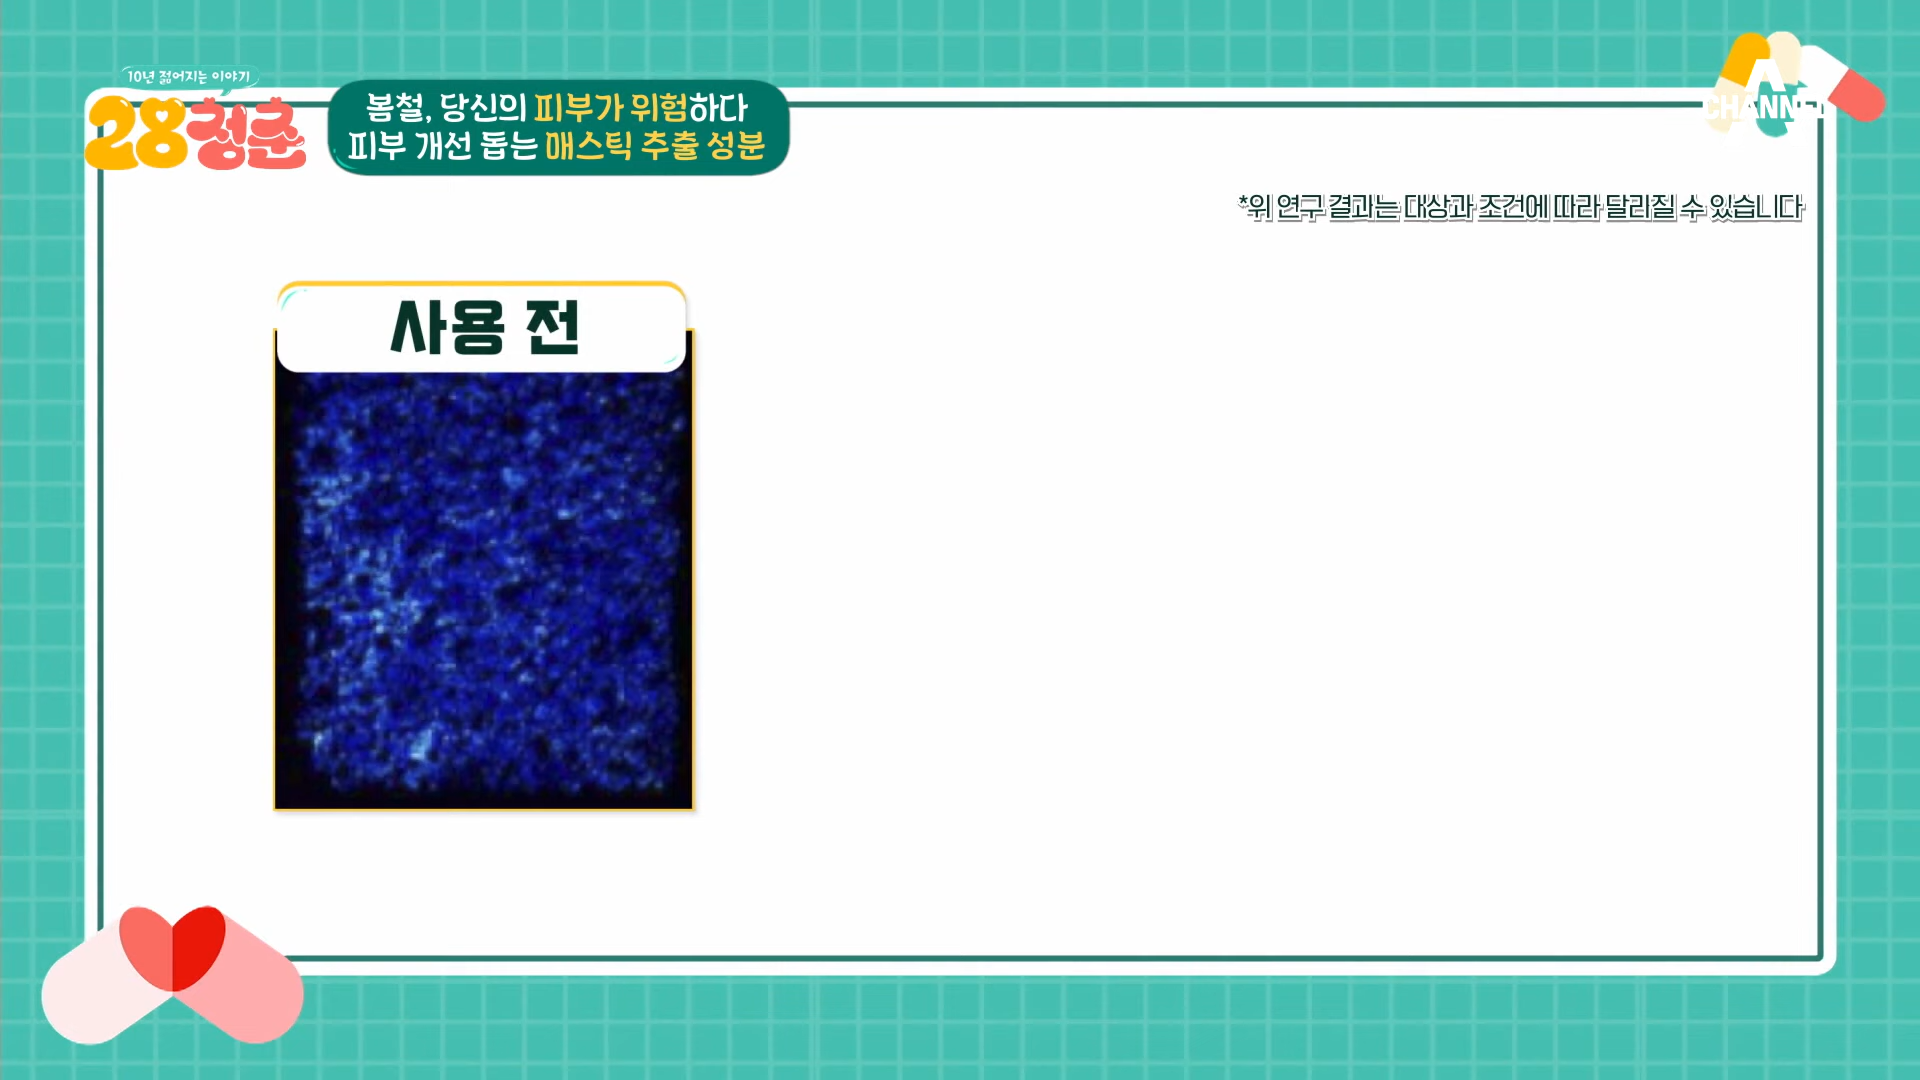 10년 젊어지는 이야기
28청춘
봄철, 당신의 피부가 위험하다
피부 개선 돕는 매스틱 추출 성분
CHANNEL A
*위 연구 결과는 대상과 조건에 따라 달라질 수 있습니다
사용 전